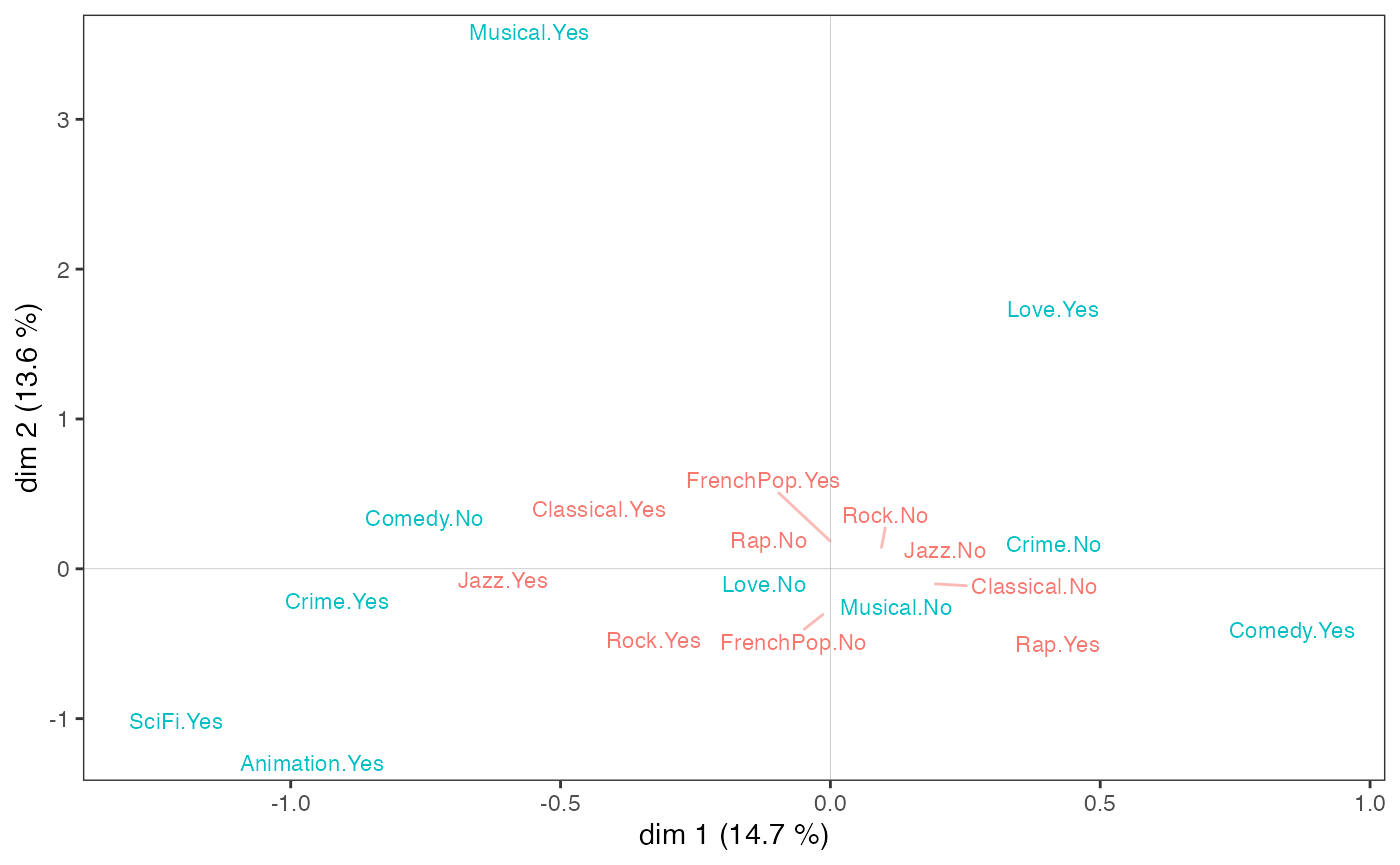 Musical.Yes
3
2
Love.Yes
1
FrenchPop.Yes
Classical.Yes
Rock.No
Comedy.No
Rap.No
Crime.No
Jazz.No
0
Jazz.Yes
Love.No
Classical.No
Crime.Yes
Musical.No
Comedy.Yes
Rock.Yes
FrenchPop.No
Rap.Yes
-1
SciFi.Yes
Animation.Yes
-1.0
-0.5
0.0
0.5
1.0
dim 1 (14.7 %)
dim 2 (13.6 %)